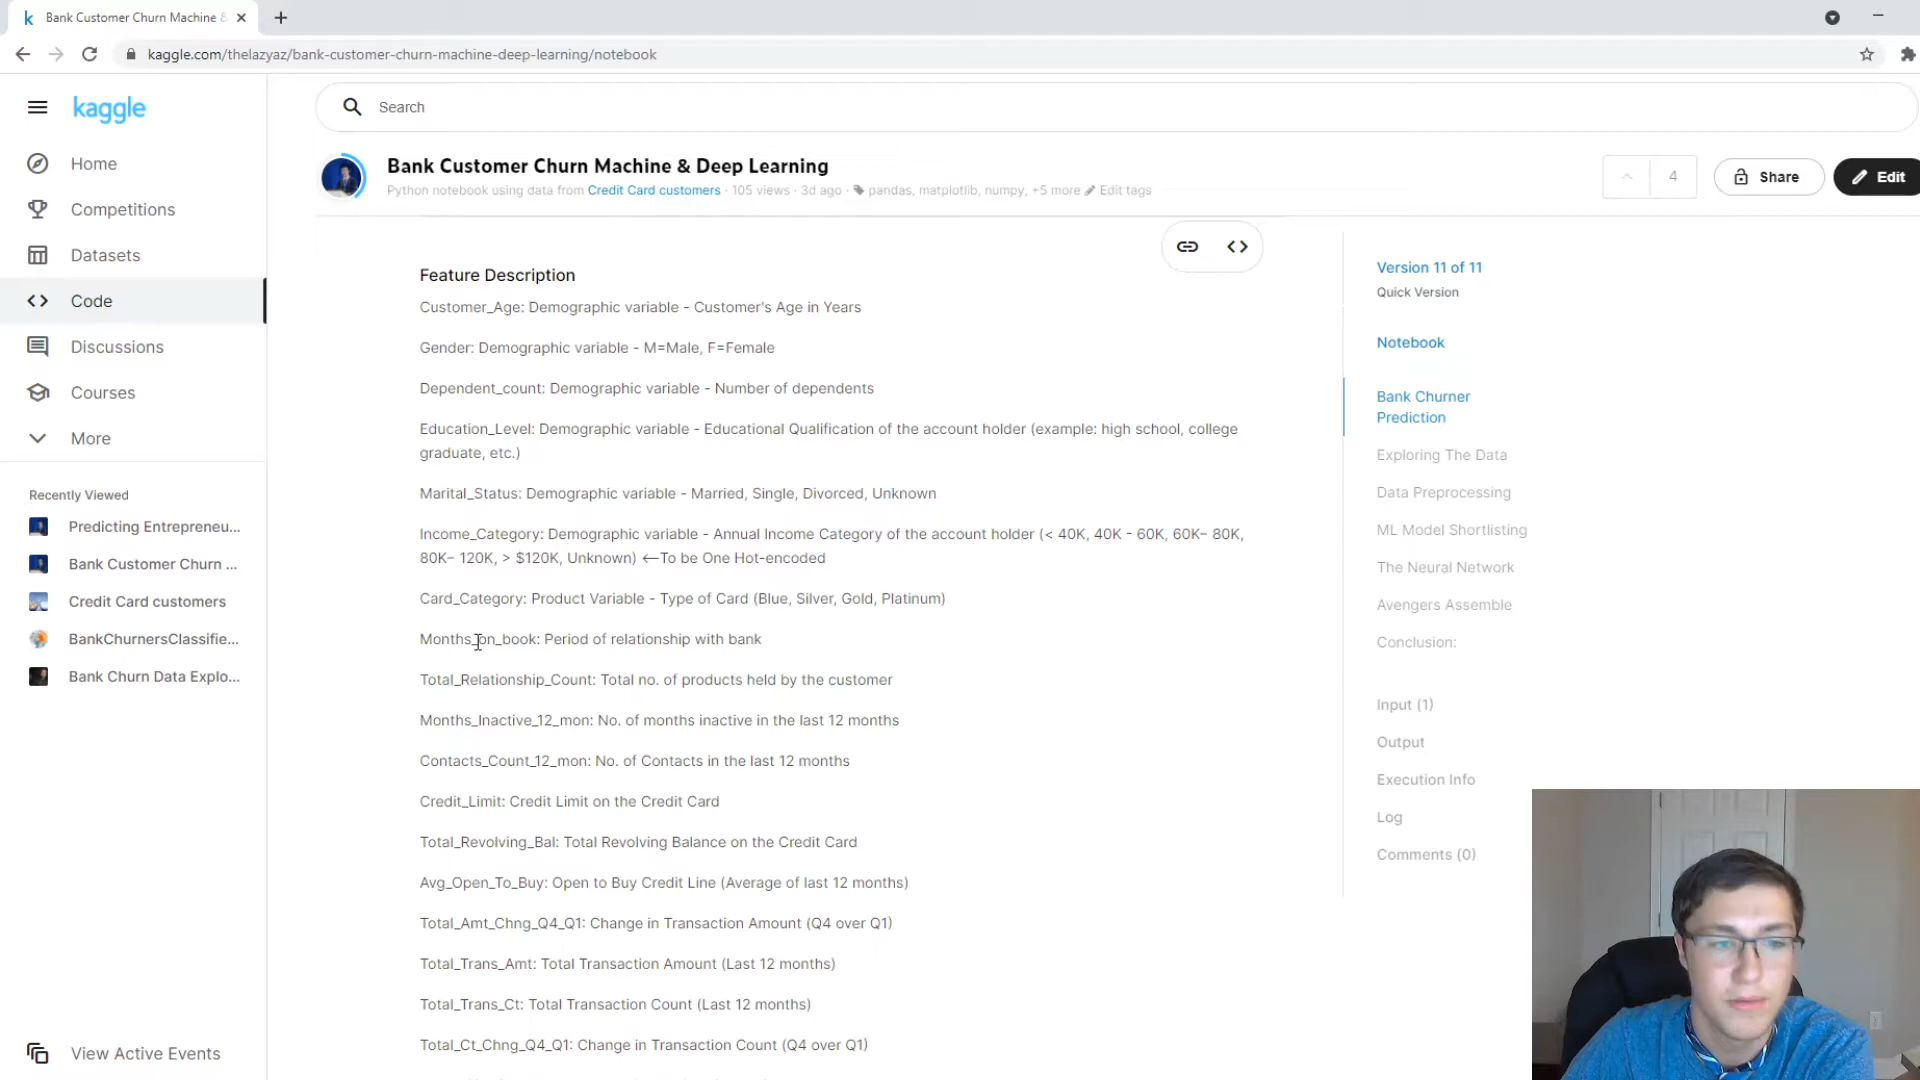 Bank Customer Churn Machine &
kaggle.com/thelazyaz/bank-customer-churn-machine-deep-learning/notebook
kaggle
Search
Home
Competitions
Datasets
Code
Discussions
Courses
More
Recently Viewed
Predicting Entrepreneu...
Bank Customer Churn ...
Credit Card customers
BankChurnersClassifie...
Bank Churn Data Explo...
View Active Events
Bank Customer Churn Machine & Deep Learning
Python notebook using data from Credit Card customers · 105 views · 3d ago · pandas, matplotlib, numpy, +5 more Edit tags
4
Share
Edit
Feature Description
Customer_Age: Demographic variable - Customer's Age in Years
Gender: Demographic variable - M=Male, F=Female
Dependent_count: Demographic variable - Number of dependents
Education_Level: Demographic variable - Educational Qualification of the account holder (example: high school, college
graduate, etc.)
Marital_Status: Demographic variable - Married, Single, Divorced, Unknown
Income_Category: Demographic variable - Annual Income Category of the account holder (< 40K, 40K - 60K, 60K– 80K,
80K– 120K, > $120K, Unknown) <—To be One Hot-encoded
Card_Category: Product Variable - Type of Card (Blue, Silver, Gold, Platinum)
Months_on_book: Period of relationship with bank
Total_Relationship_Count: Total no. of products held by the customer
Months_Inactive_12_mon: No. of months inactive in the last 12 months
Contacts_Count_12_mon: No. of Contacts in the last 12 months
Credit_Limit: Credit Limit on the Credit Card
Total_Revolving_Bal: Total Revolving Balance on the Credit Card
Avg_Open_To_Buy: Open to Buy Credit Line (Average of last 12 months)
Total_Amt_Chng_Q4_Q1: Change in Transaction Amount (Q4 over Q1)
Total_Trans_Amt: Total Transaction Amount (Last 12 months)
Total_Trans_Ct: Total Transaction Count (Last 12 months)
Total_Ct_Chng_Q4_Q1: Change in Transaction Count (Q4 over Q1)
Version 11 of 11
Quick Version
Notebook
Bank Churner
Prediction
Exploring The Data
Data Preprocessing
ML Model Shortlisting
The Neural Network
Avengers Assemble
Conclusion:
Input (1)
Output
Execution Info
Log
Comments (0)